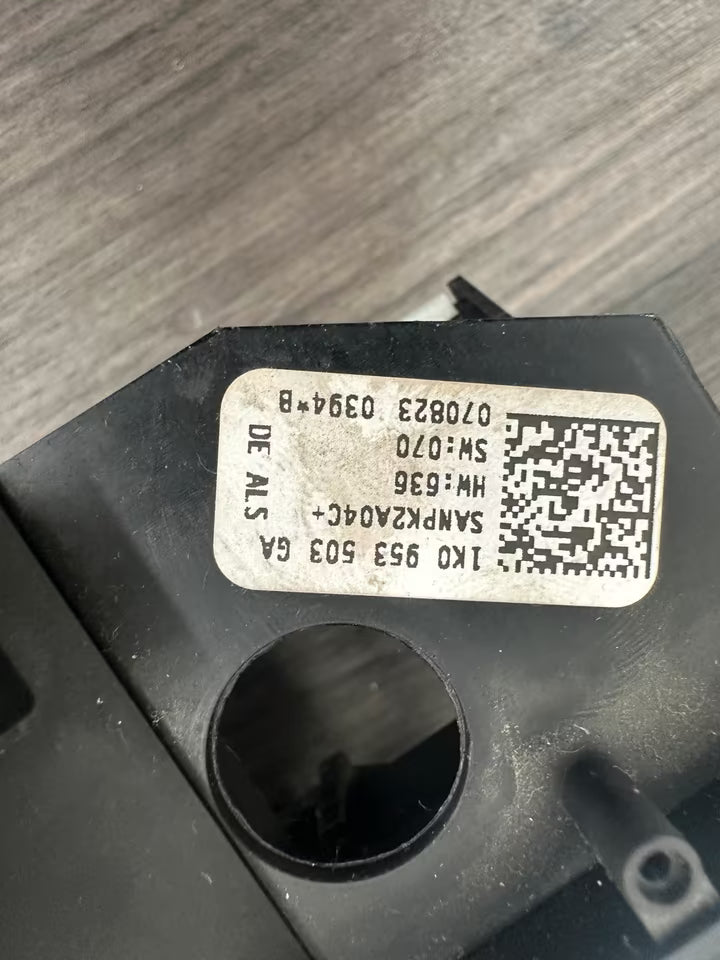 1K0 953 503 GA
SANPK2A04C+
HW:636
SW:070
070823 0394*B
DE ALS